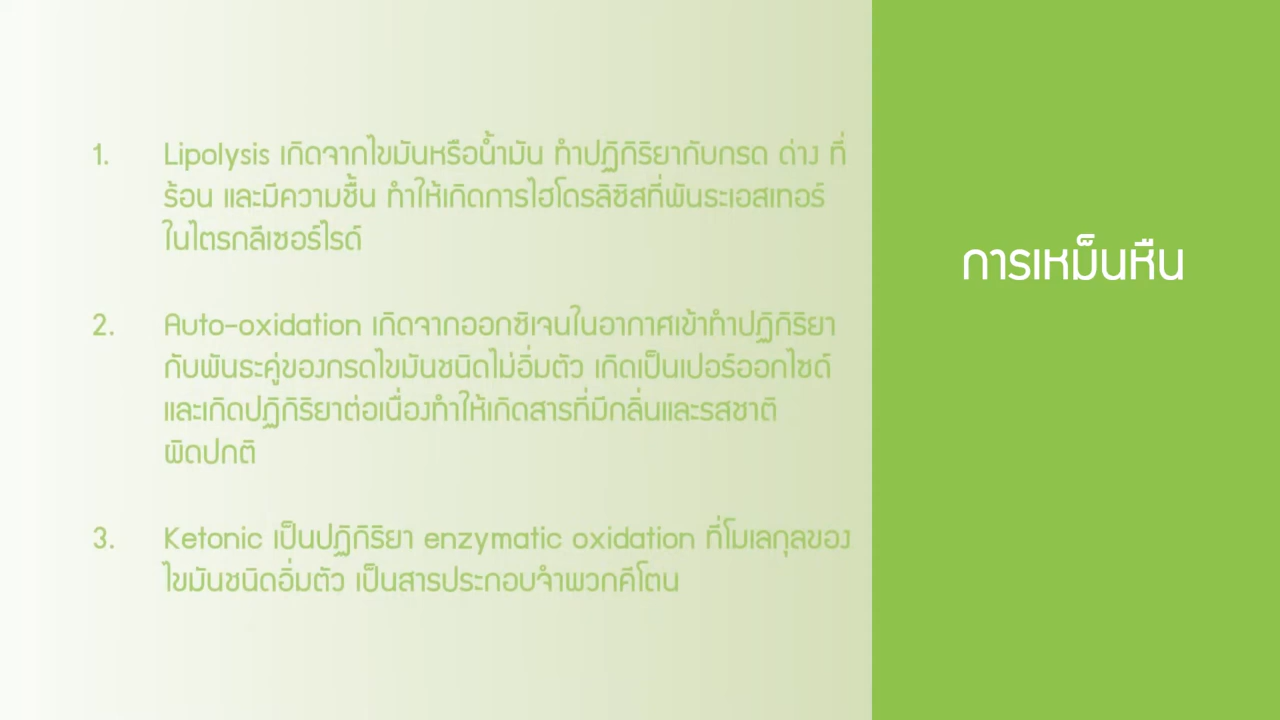 1. Lipolysis เกิดจากไขมันหรือน้ำมัน ทำปฏิกิริยากับกรด ด่าง ที่
ร้อน และมีความชื้น ทำให้เกิดการไฮโดรลิซิสที่พันระเอสเทอร์
ในไตรกลีเซอร์ไรด์
2. Auto-oxidation เกิดจากออกซิเจนในอากาศเข้าทำปฏิกิริยา
กับพันธะคู่ของกรดไขมันชนิดไม่อิ่มตัว เกิดเป็นเปอร์ออกไซด์
และเกิดปฏิกิริยาต่อเนื่องทำให้เกิดสารที่มีกลิ่นและรสชาติ
ผิดปกติ
3. Ketonic เป็นปฏิกิริยา enzymatic oxidation ที่โมเลกุลของ
ไขมันชนิดอิ่มตัว เป็นสารประกอบจำพวกคีโตน
การเหม็นหืน